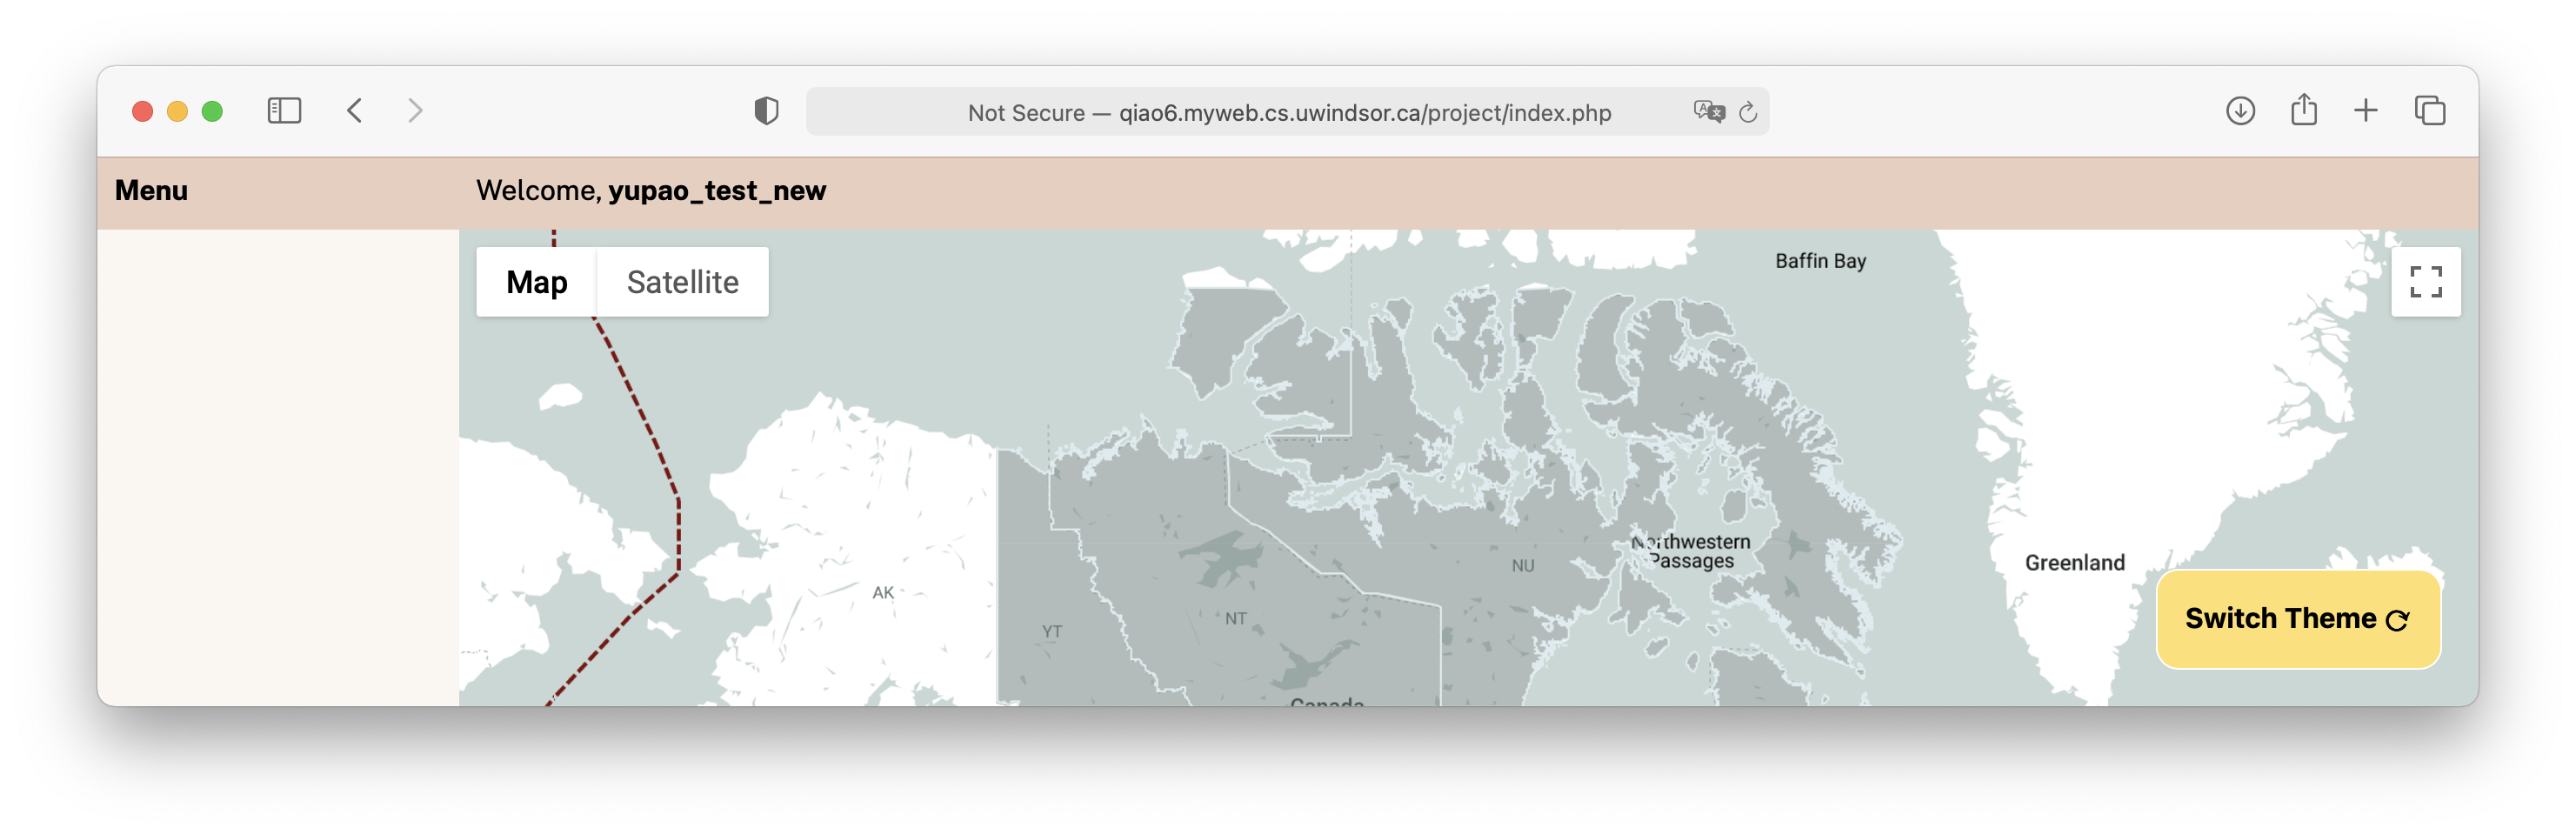 Not Secure — qiao6.myweb.cs.uwindsor.ca/project/index.php
Menu
Welcome, yupao_test_new
Map
Satellite
Baffin Bay
Northwestern
Passages
NU
Greenland
AK
NT
YT
Switch Theme
Canada